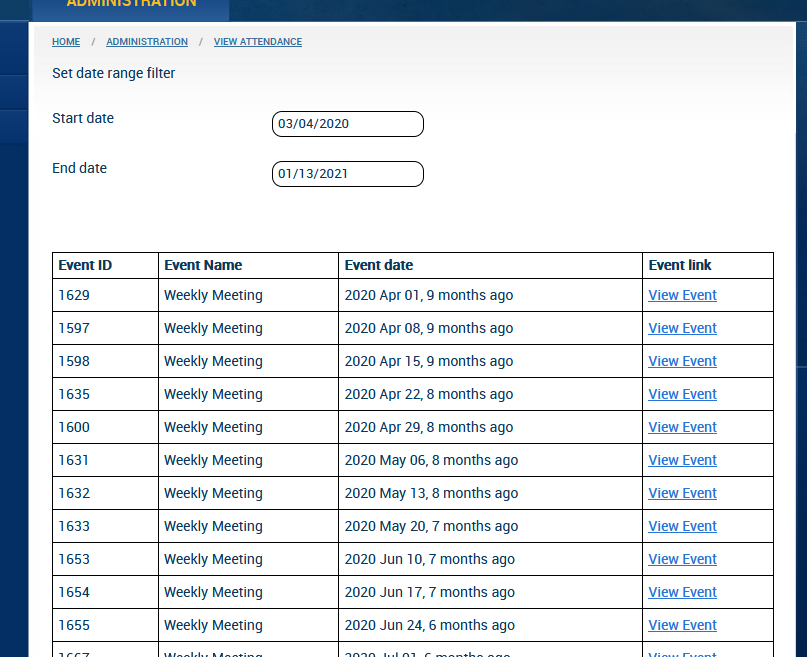 ADMINISTRATION
HOME / ADMINISTRATION / VIEW ATTENDANCE
Set date range filter
Start date 03/04/2020
End date 01/13/2021
Event ID Event Name Event date Event link
1629 Weekly Meeting 2020 Apr 01, 9 months ago View Event
1597 Weekly Meeting 2020 Apr 08, 9 months ago View Event
1598 Weekly Meeting 2020 Apr 15, 9 months ago View Event
1635 Weekly Meeting 2020 Apr 22, 8 months ago View Event
1600 Weekly Meeting 2020 Apr 29, 8 months ago View Event
1631 Weekly Meeting 2020 May 06, 8 months ago View Event
1632 Weekly Meeting 2020 May 13, 8 months ago View Event
1633 Weekly Meeting 2020 May 20, 7 months ago View Event
1653 Weekly Meeting 2020 Jun 10, 7 months ago View Event
1654 Weekly Meeting 2020 Jun 17, 7 months ago View Event
1655 Weekly Meeting 2020 Jun 24, 6 months ago View Event
Weekly Meeting 2020 Jul 01, 6 months ago View Event